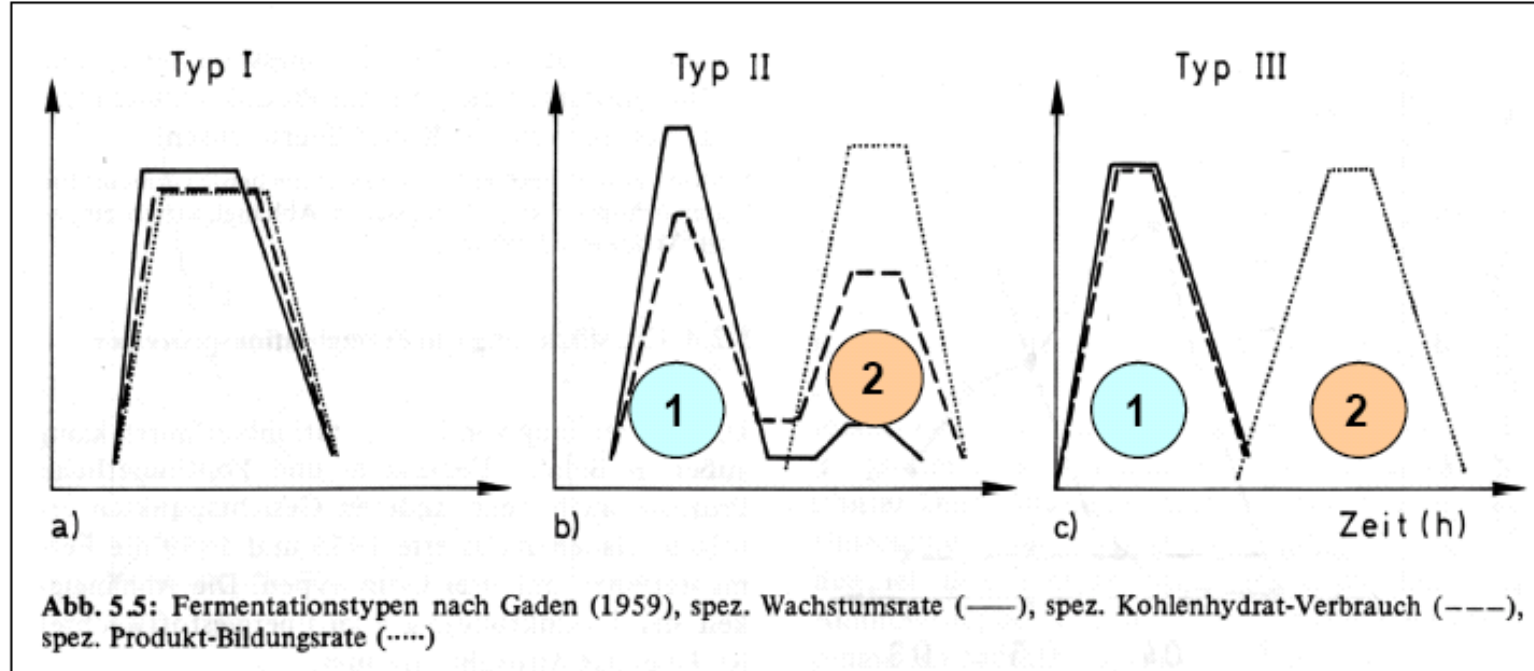 Typ I
Typ II
Typ III
1
2
1
2
a)
b)
c)
Zeit (h)
Abb. 5.5: Fermentationstypen nach Gaden (1959), spez. Wachstumsrate (——), spez. Kohlenhydrat-Verbrauch (−−−),
spez. Produkt-Bildungsrate (·····)